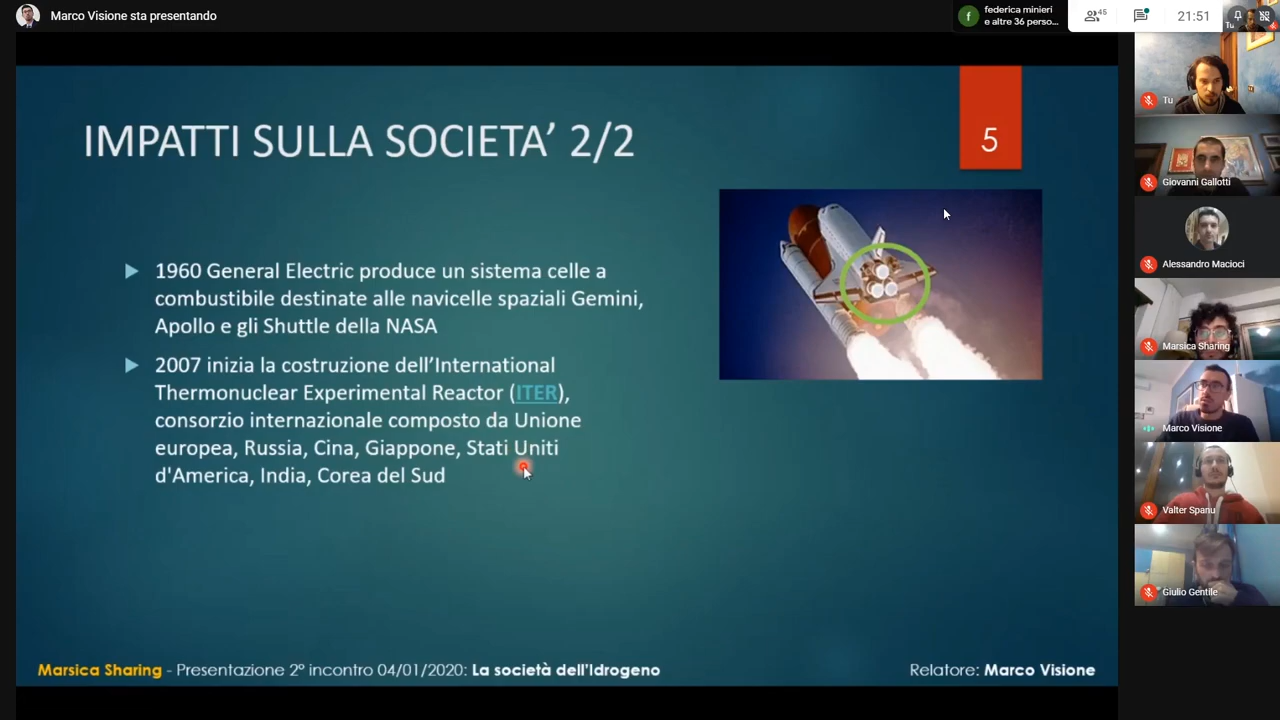 Marco Visione sta presentando
f
federica minieri
e altre 36 perso...
45
21:51
Tu
IMPATTI SULLA SOCIETA’ 2/2
5
1960 General Electric produce un sistema celle a
combustibile destinate alle navicelle spaziali Gemini,
Apollo e gli Shuttle della NASA
2007 inizia la costruzione dell’International
Thermonuclear Experimental Reactor (ITER),
consorzio internazionale composto da Unione
europea, Russia, Cina, Giappone, Stati Uniti
d'America, India, Corea del Sud
Marsica Sharing - Presentazione 2° incontro 04/01/2020: La società dell’Idrogeno
Relatore: Marco Visione
Tu
Giovanni Gallotti
Alessandro Macioci
Marsica Sharing
Marco Visione
Valter Spanu
Giulio Gentile